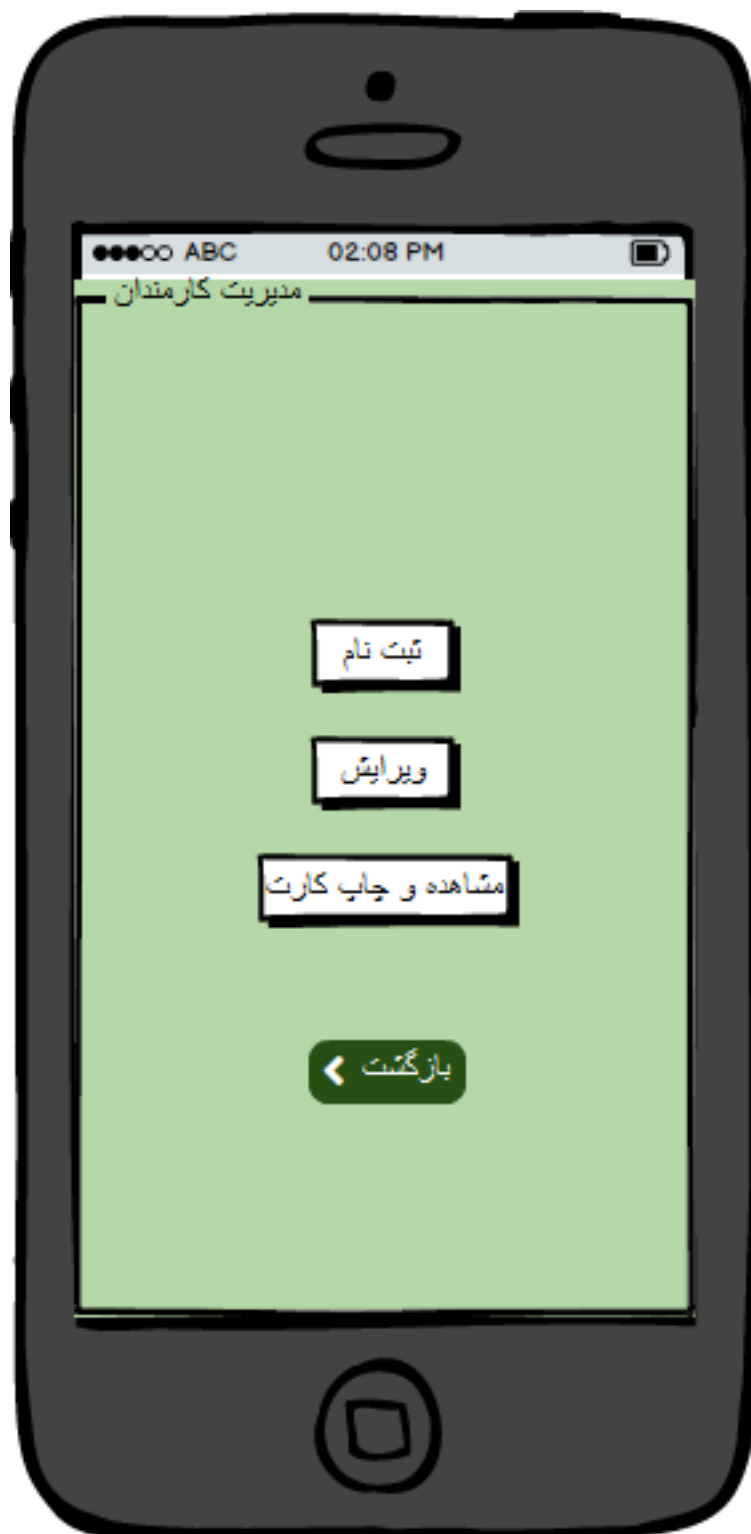 ABC 02:08 PM
مدیریت کارمندان
ثبت نام
ویرایش
مشاهده و چاپ کارت
بازگشت